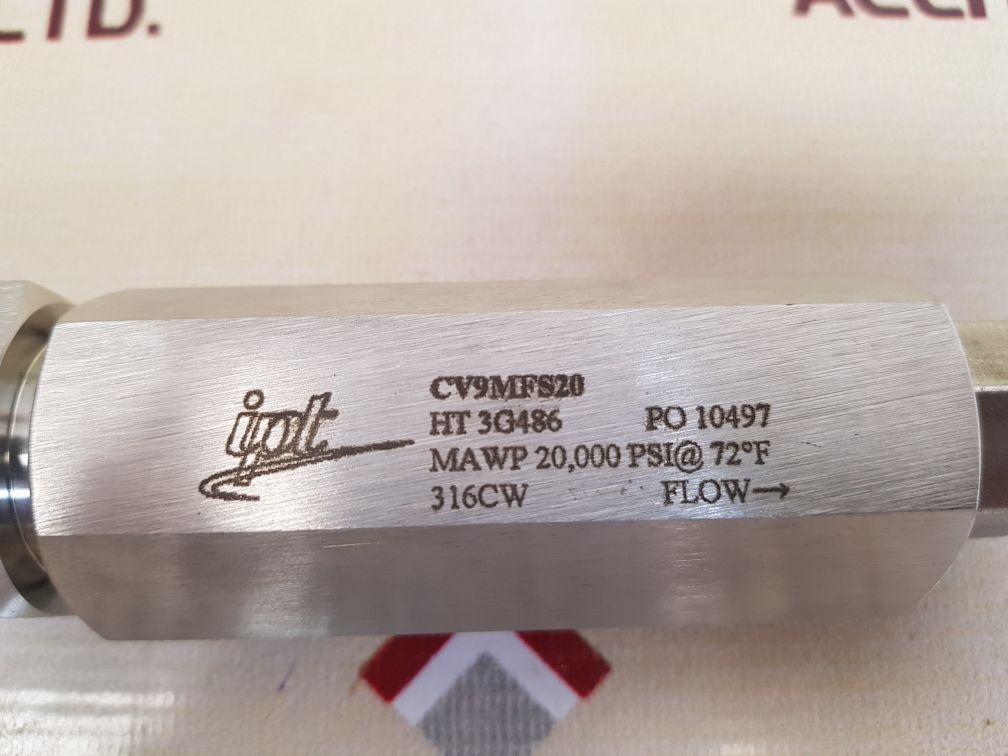 LTD.
ipt
CV9MFS20
HT 3G486 PO 10497
MAWP 20,000 PSI@ 72°F
316CW FLOW→